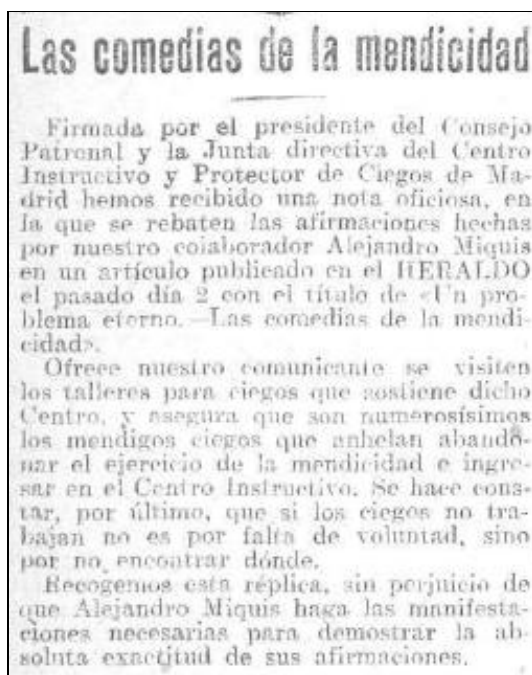 Las comedias de la mendicidad
Firmada por el presidente del Consejo
Patronal y la Junta directiva del Centro
Instructivo y Protector de Ciegos de Ma-
drid hemos recibido una nota oficiosa, en
la que se rebaten las afirmaciones hechas
por nuestro colaborador Alejandro Miquis
en un artículo publicado en el HERALDO
el pasado día 2 con el título de «Un pro-
blema eterno.—Las comedias de la mendi-
cidad».
Ofrece nuestro comunicante se visiten
los talleres para ciegos que sostiene dicho
Centro, y asegura que son numerosísimos
los mendigos ciegos que anhelan abando-
nar el ejercicio de la mendicidad e ingre-
sar en el Centro Instructivo. Se hace cons-
tar, por último, que si los ciegos no tra-
bajan no es por falta de voluntad, sino
por no encontrar dónde.
Recogemos esta réplica, sin perjuicio de
que Alejandro Miquis haga las manifesta-
ciones necesarias para demostrar la ab-
soluta exactitud de sus afirmaciones.